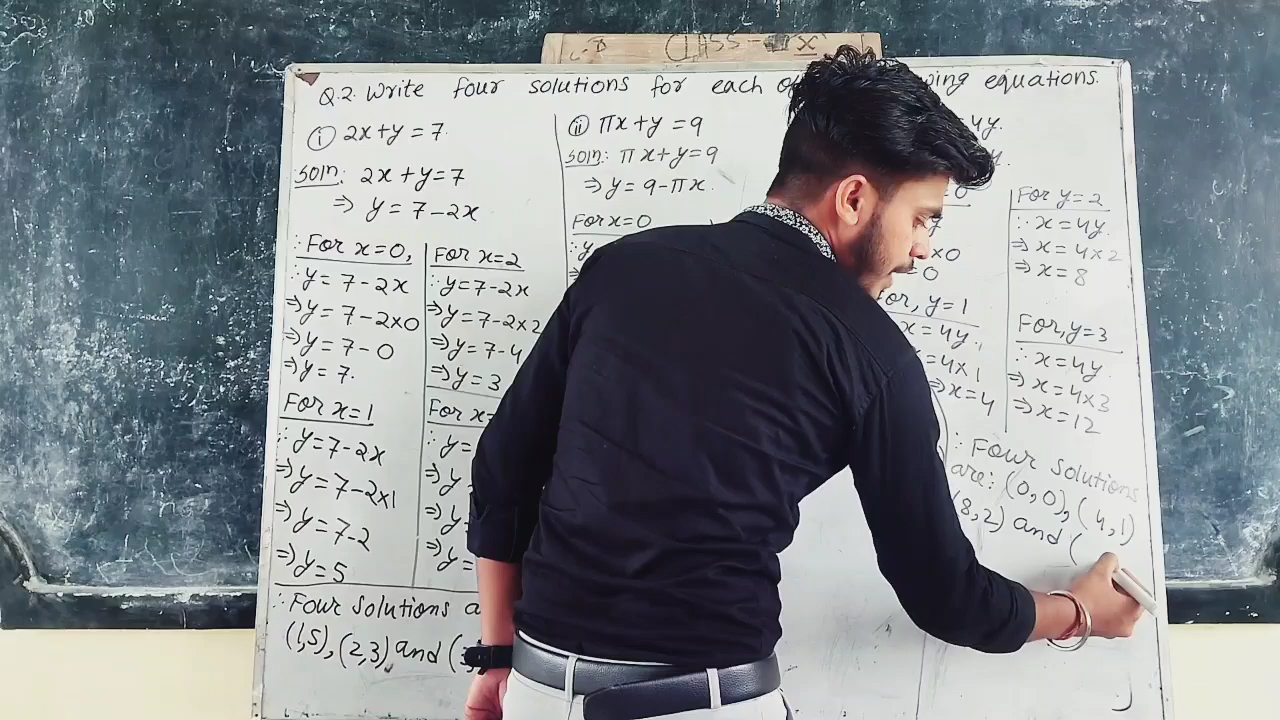 CLASS - IX
Q.2. Write four solutions for each equations.
(i) 2x+y=7.
Soln: 2x+y=7
⇒ y=7-2x
∴ For x=0,
∴ y=7-2x
⇒ y=7-2x0
⇒ y=7-0
⇒ y=7.
For x=1
∴ y=7-2x
⇒ y=7-2x1
⇒ y=7-2
⇒ y=5
For x=2
∴ y=7-2x
⇒ y=7-2x2
⇒ y=7-4
⇒ y=3
For x=
∴ y=
⇒ y
⇒ y=
⇒ y=
∴ Four solutions
(1,5), (2,3) and (
(ii) πx+y=9
Soln: πx+y=9
⇒ y=9-πx.
For x=0
∴ y
4y.
x0
=0
For, y=1
x=4y,
=4x1
⇒ x=4
For y=2
∴ x=4y.
⇒ x=4x2
⇒ x=8
For, y=3
∴ x=4y
⇒ x=4x3
⇒ x=12
∴ Four solutions
are: (0,0), (4,1)
(8,2) and (